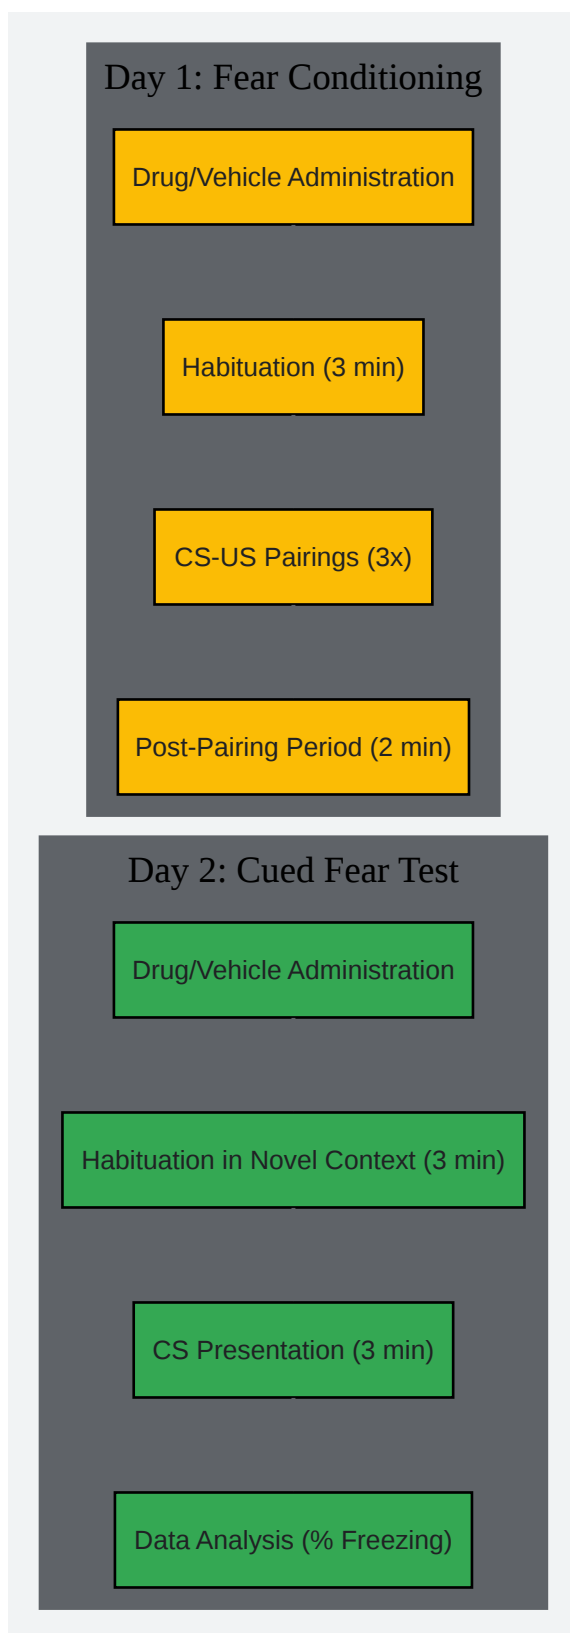 Day 1: Fear Conditioning
Drug/Vehicle Administration
Habituation (3 min)
CS-US Pairings (3x)
Post-Pairing Period (2 min)
Day 2: Cued Fear Test
Drug/Vehicle Administration
Habituation in Novel Context (3 min)
CS Presentation (3 min)
Data Analysis (% Freezing)